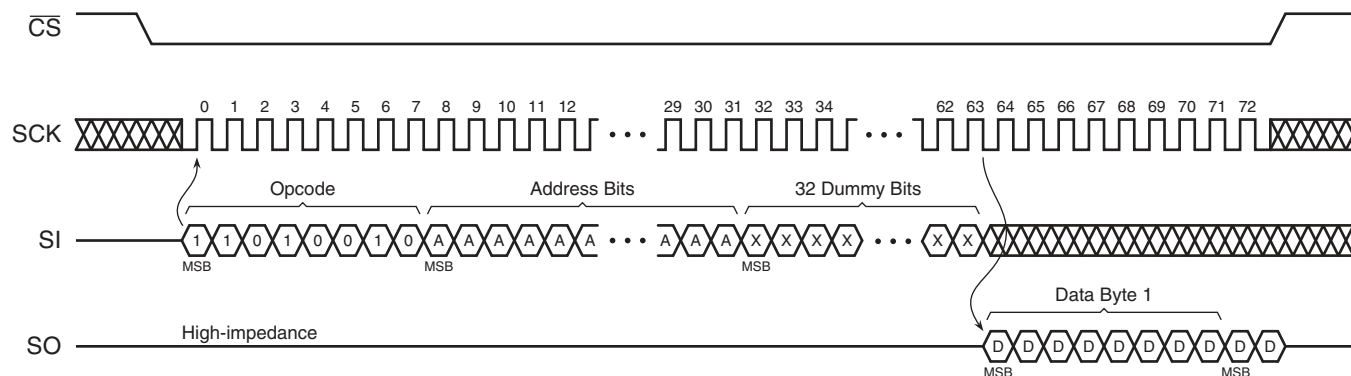 CS
SCK
0 1 2 3 4 5 6 7 8 9 10 11 12 29 30 31 32 33 34 62 63 64 65 66 67 68 69 70 71 72
Opcode Address Bits 32 Dummy Bits
SI
1 1 0 1 0 0 1 0 A A A A A A A A A X X X X X X
MSB MSB MSB
Data Byte 1
SO High-impedance
D D D D D D D D D D
MSB MSB